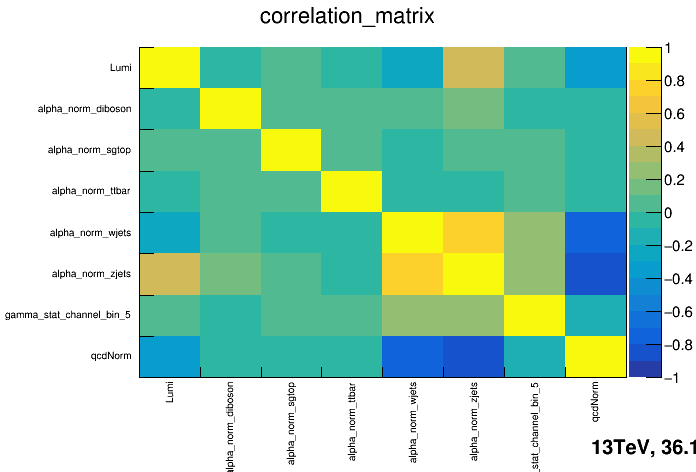 correlation_matrix
Lumi
alpha_norm_diboson
alpha_norm_sgtop
alpha_norm_ttbar
alpha_norm_wjets
alpha_norm_zjets
gamma_stat_channel_bin_5
qcdNorm
1
0.8
0.6
0.4
0.2
0
−0.2
−0.4
−0.6
−0.8
−1
Lumi
alpha_norm_diboson
alpha_norm_sgtop
alpha_norm_ttbar
alpha_norm_wjets
alpha_norm_zjets
_stat_channel_bin_5
qcdNorm
13TeV, 36.1